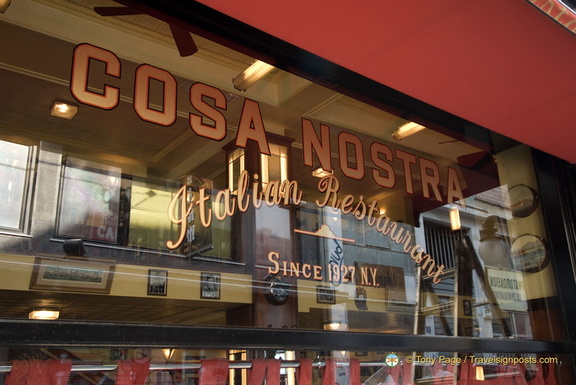 COSA NOSTRA
Italian Restaurant
SINCE 1927 N.Y.
© Tony Page / Travelsignposts.com